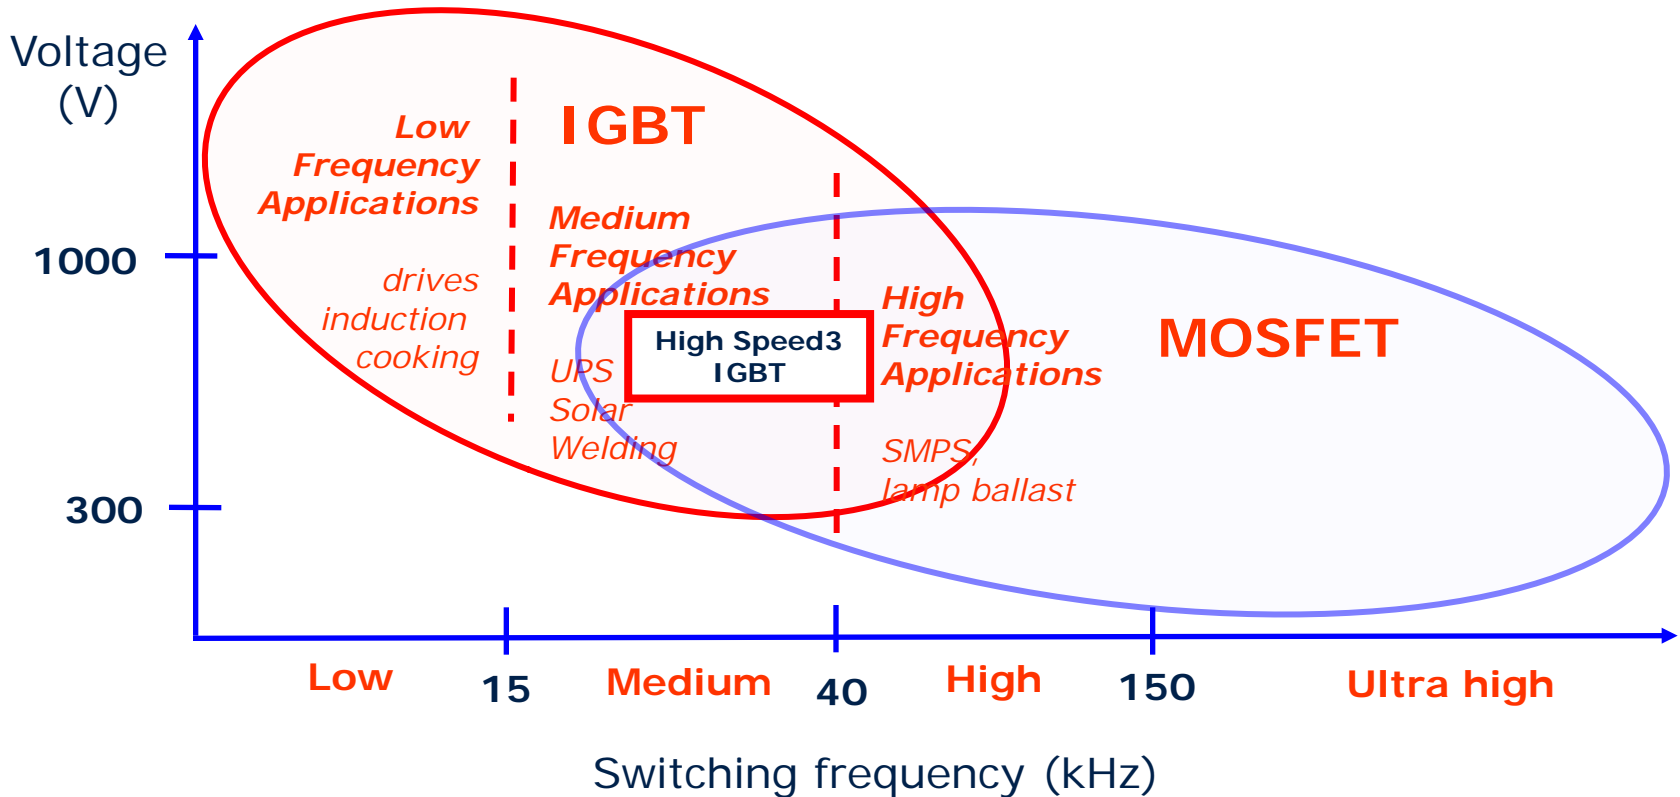 Voltage
(V)
IGBT
Low
Frequency
Applications
drives
induction
cooking
Medium
Frequency
Applications
UPS
Solar
Welding
High Speed3
IGBT
High
Frequency
Applications
SMPS,
lamp ballast
MOSFET
1000
300
Low
15
Medium
40
High
150
Ultra high
Switching frequency (kHz)